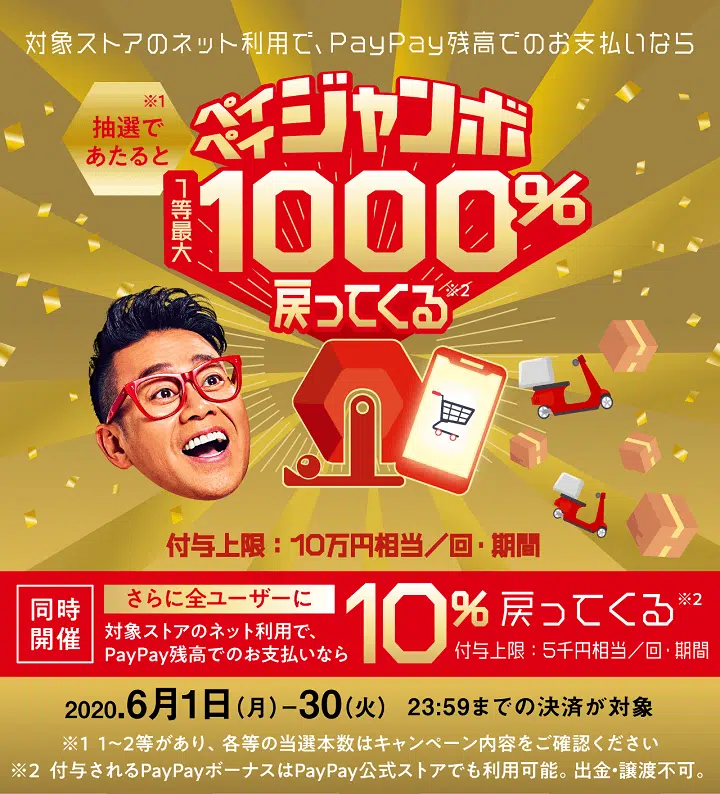 対象ストアのネット利用で、PayPay残高でのお支払いなら
※1
抽選で
あたると
ペイペイジャンボ
1等最大
1000%
戻ってくる※2
付与上限：10万円相当／回・期間
同時
開催
さらに全ユーザーに
対象ストアのネット利用で、
PayPay残高でのお支払いなら
10%戻ってくる※2
付与上限：5千円相当／回・期間
2020.6月1日(月)–30(火) 23:59までの決済が対象
※1 1~2等があり、各等の当選本数はキャンペーン内容をご確認ください
※2 付与されるPayPayボーナスはPayPay公式ストアでも利用可能。出金・譲渡不可。